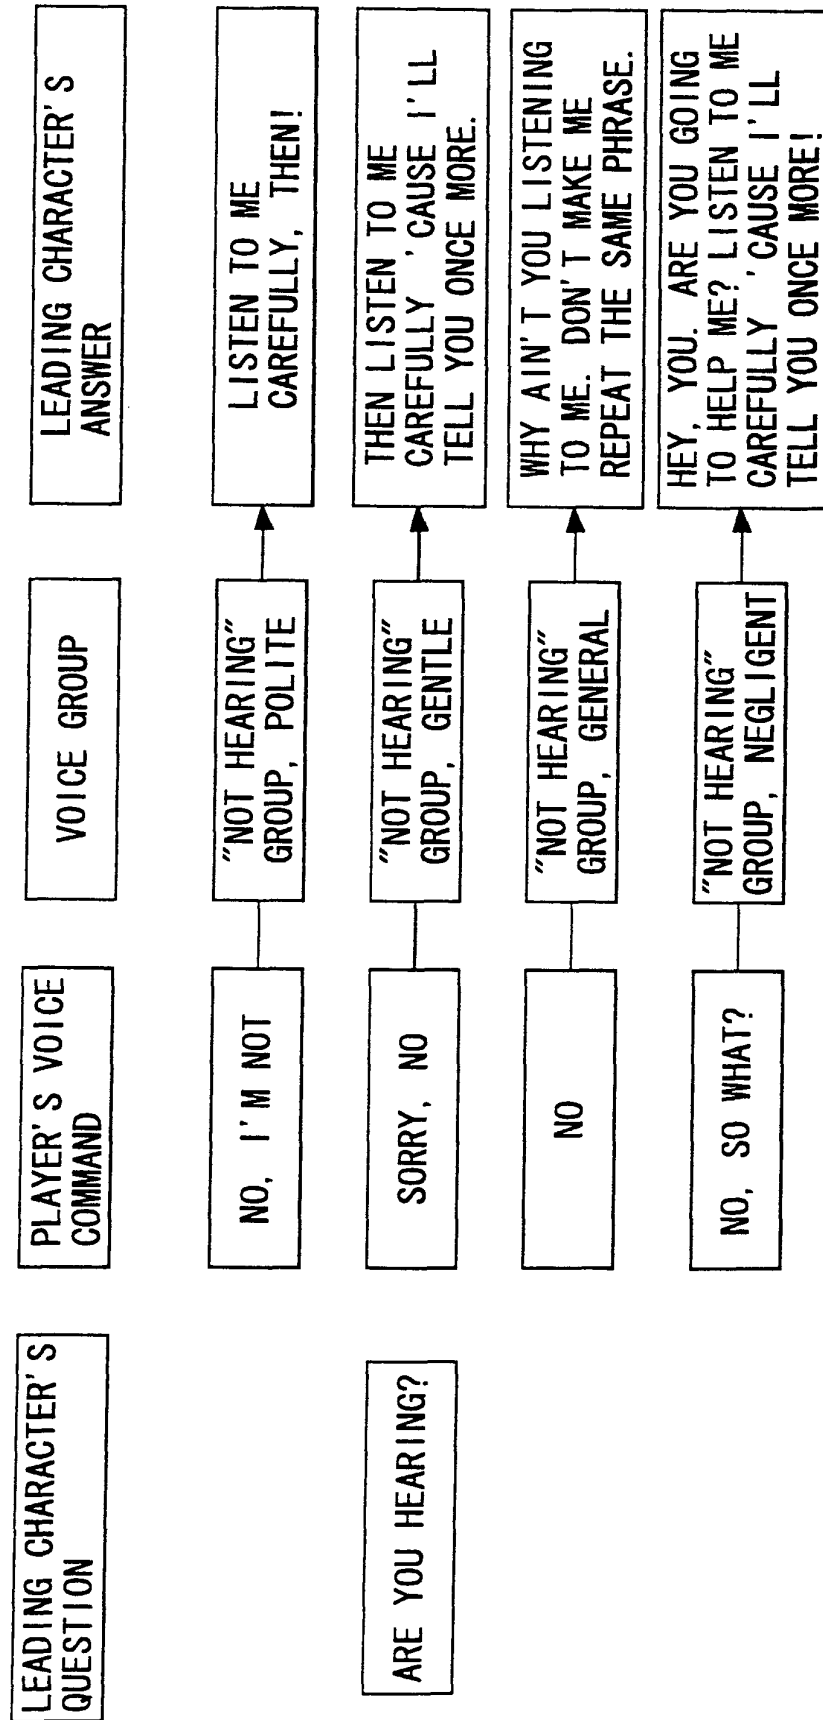 LEADING CHARACTER'S
QUESTION
PLAYER'S VOICE
COMMAND
VOICE GROUP
LEADING CHARACTER'S
ANSWER
ARE YOU HEARING?
NO, I'M NOT
"NOT HEARING"
GROUP, POLITE
LISTEN TO ME
CAREFULLY, THEN!
SORRY, NO
"NOT HEARING"
GROUP, GENTLE
THEN LISTEN TO ME
CAREFULLY 'CAUSE I'LL
TELL YOU ONCE MORE.
NO
"NOT HEARING"
GROUP, GENERAL
WHY AIN'T YOU LISTENING
TO ME. DON'T MAKE ME
REPEAT THE SAME PHRASE.
NO, SO WHAT?
"NOT HEARING"
GROUP, NEGLIGENT
HEY, YOU. ARE YOU GOING
TO HELP ME? LISTEN TO ME
CAREFULLY 'CAUSE I'LL
TELL YOU ONCE MORE!